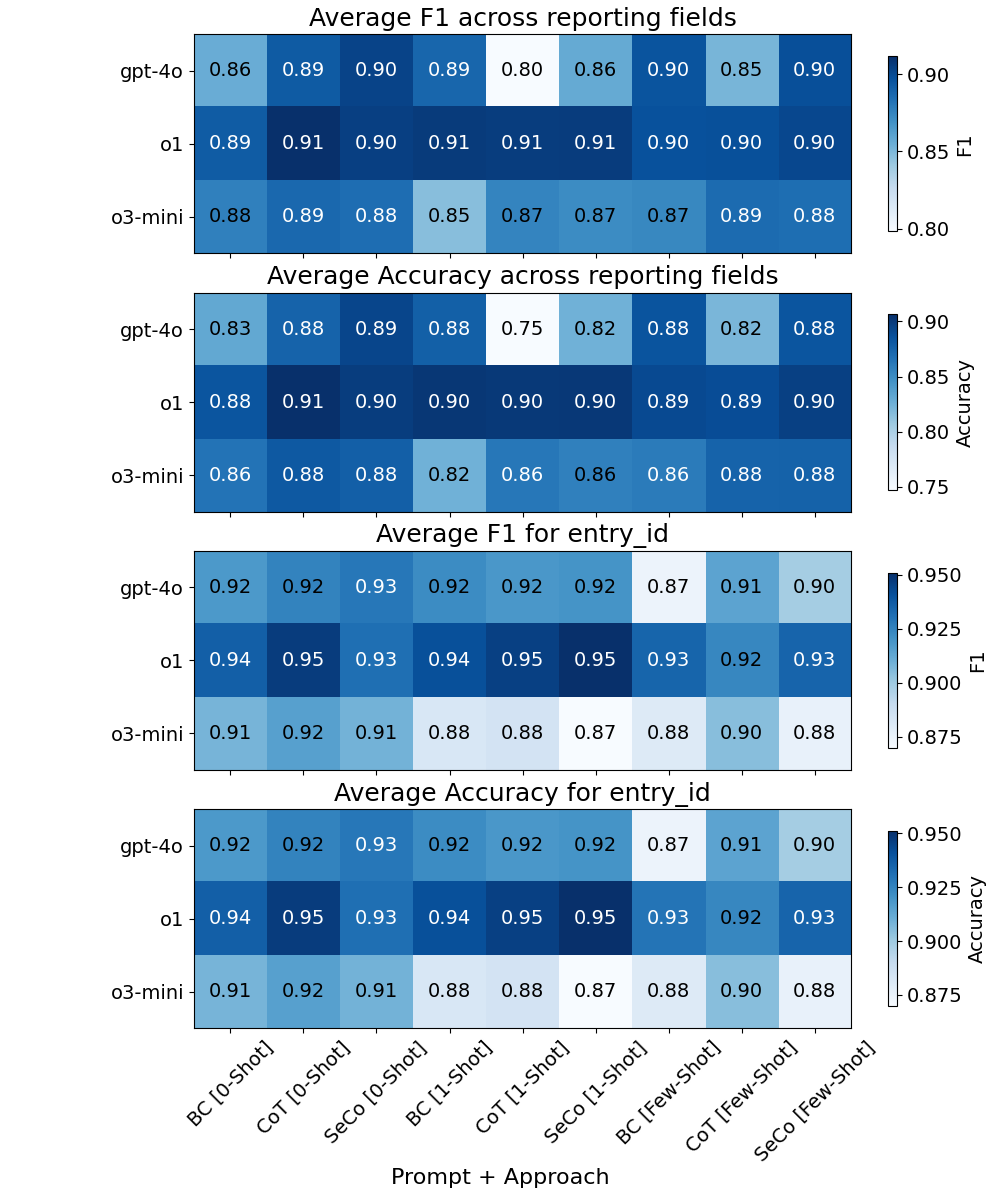 Average F1 across reporting fields
gpt-4o 0.86 0.89 0.90 0.89 0.80 0.86 0.90 0.85 0.90
o1 0.89 0.91 0.90 0.91 0.91 0.91 0.90 0.90 0.90
o3-mini 0.88 0.89 0.88 0.85 0.87 0.87 0.87 0.89 0.88
0.90
0.85
0.80
F1
Average Accuracy across reporting fields
gpt-4o 0.83 0.88 0.89 0.88 0.75 0.82 0.88 0.82 0.88
o1 0.88 0.91 0.90 0.90 0.90 0.90 0.89 0.89 0.90
o3-mini 0.86 0.88 0.88 0.82 0.86 0.86 0.86 0.88 0.88
0.90
0.85
0.80
0.75
Accuracy
Average F1 for entry_id
gpt-4o 0.92 0.92 0.93 0.92 0.92 0.92 0.87 0.91 0.90
o1 0.94 0.95 0.93 0.94 0.95 0.95 0.93 0.92 0.93
o3-mini 0.91 0.92 0.91 0.88 0.88 0.87 0.88 0.90 0.88
0.950
0.925
0.900
0.875
F1
Average Accuracy for entry_id
gpt-4o 0.92 0.92 0.93 0.92 0.92 0.92 0.87 0.91 0.90
o1 0.94 0.95 0.93 0.94 0.95 0.95 0.93 0.92 0.93
o3-mini 0.91 0.92 0.91 0.88 0.88 0.87 0.88 0.90 0.88
0.950
0.925
0.900
0.875
Accuracy
BC [0-Shot]
CoT [0-Shot]
SeCo [0-Shot]
BC [1-Shot]
CoT [1-Shot]
SeCo [1-Shot]
BC [Few-Shot]
CoT [Few-Shot]
SeCo [Few-Shot]
Prompt + Approach